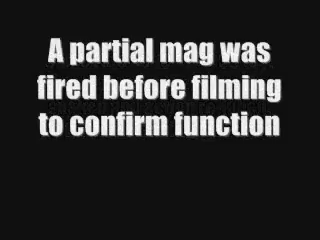 A partial mag was
fired before filming
to confirm function